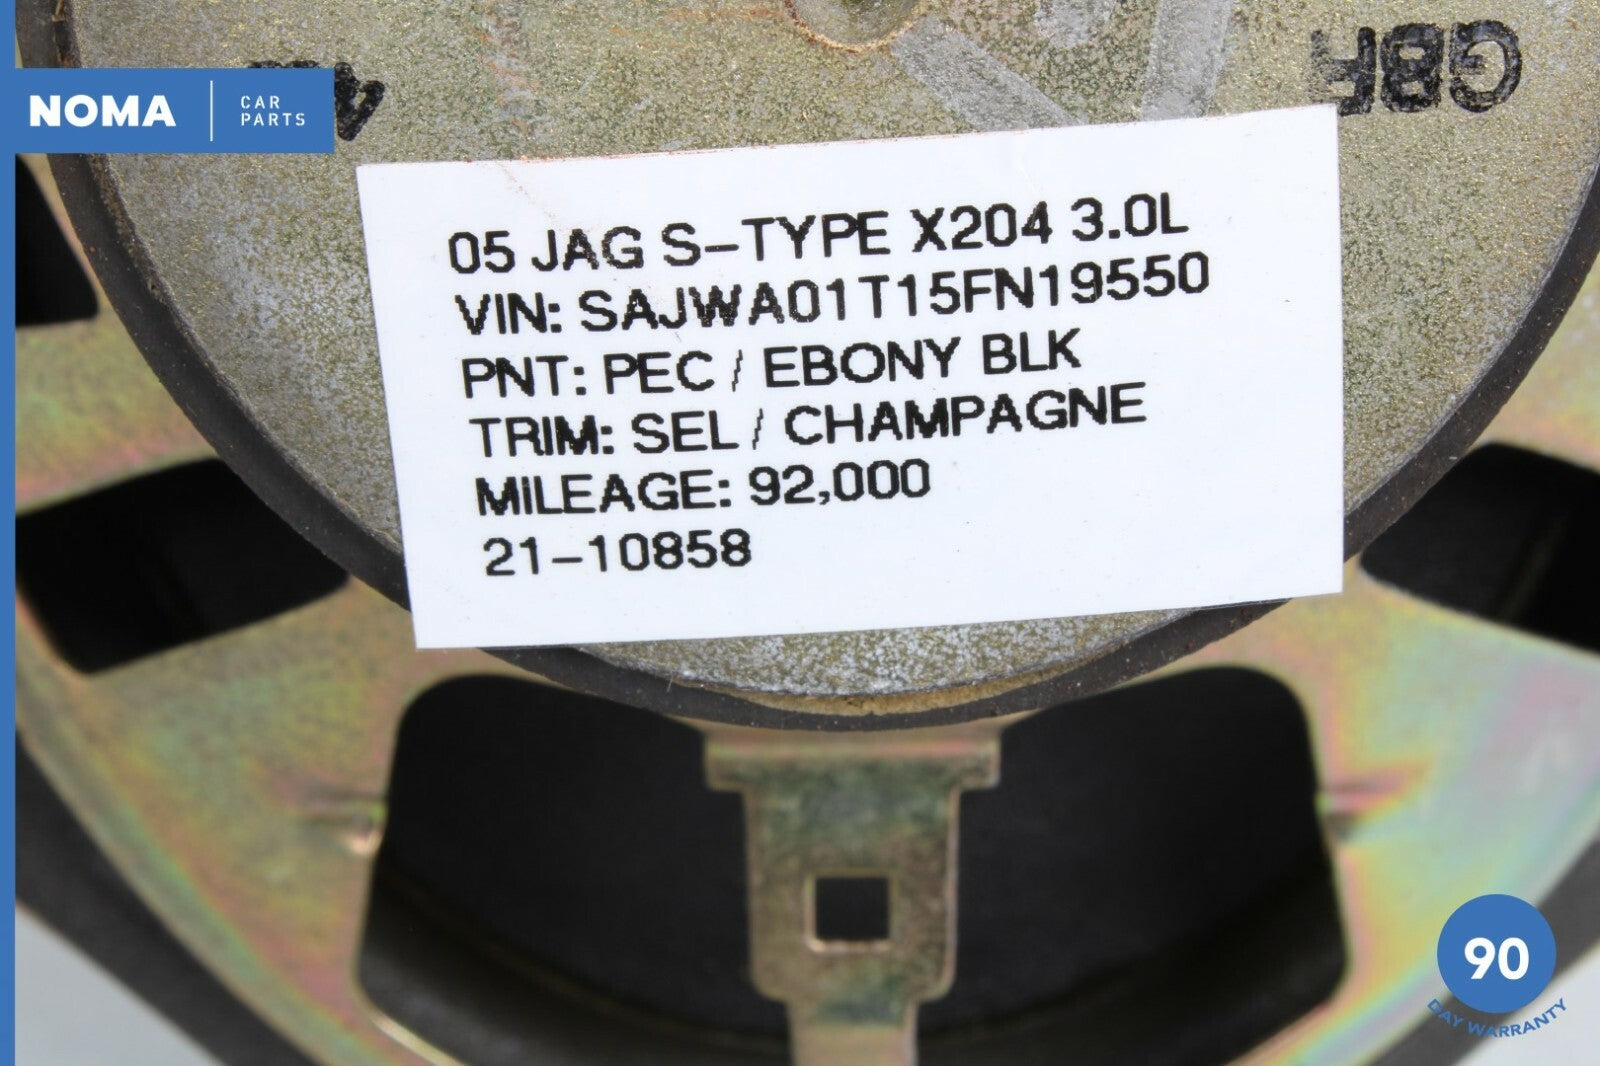 NOMA
CAR
PARTS
GBF
05 JAG S-TYPE X204 3.0L
VIN: SAJWA01T15FN19550
PNT: PEC / EBONY BLK
TRIM: SEL / CHAMPAGNE
MILEAGE: 92,000
21-10858
90
DAY WARRANTY